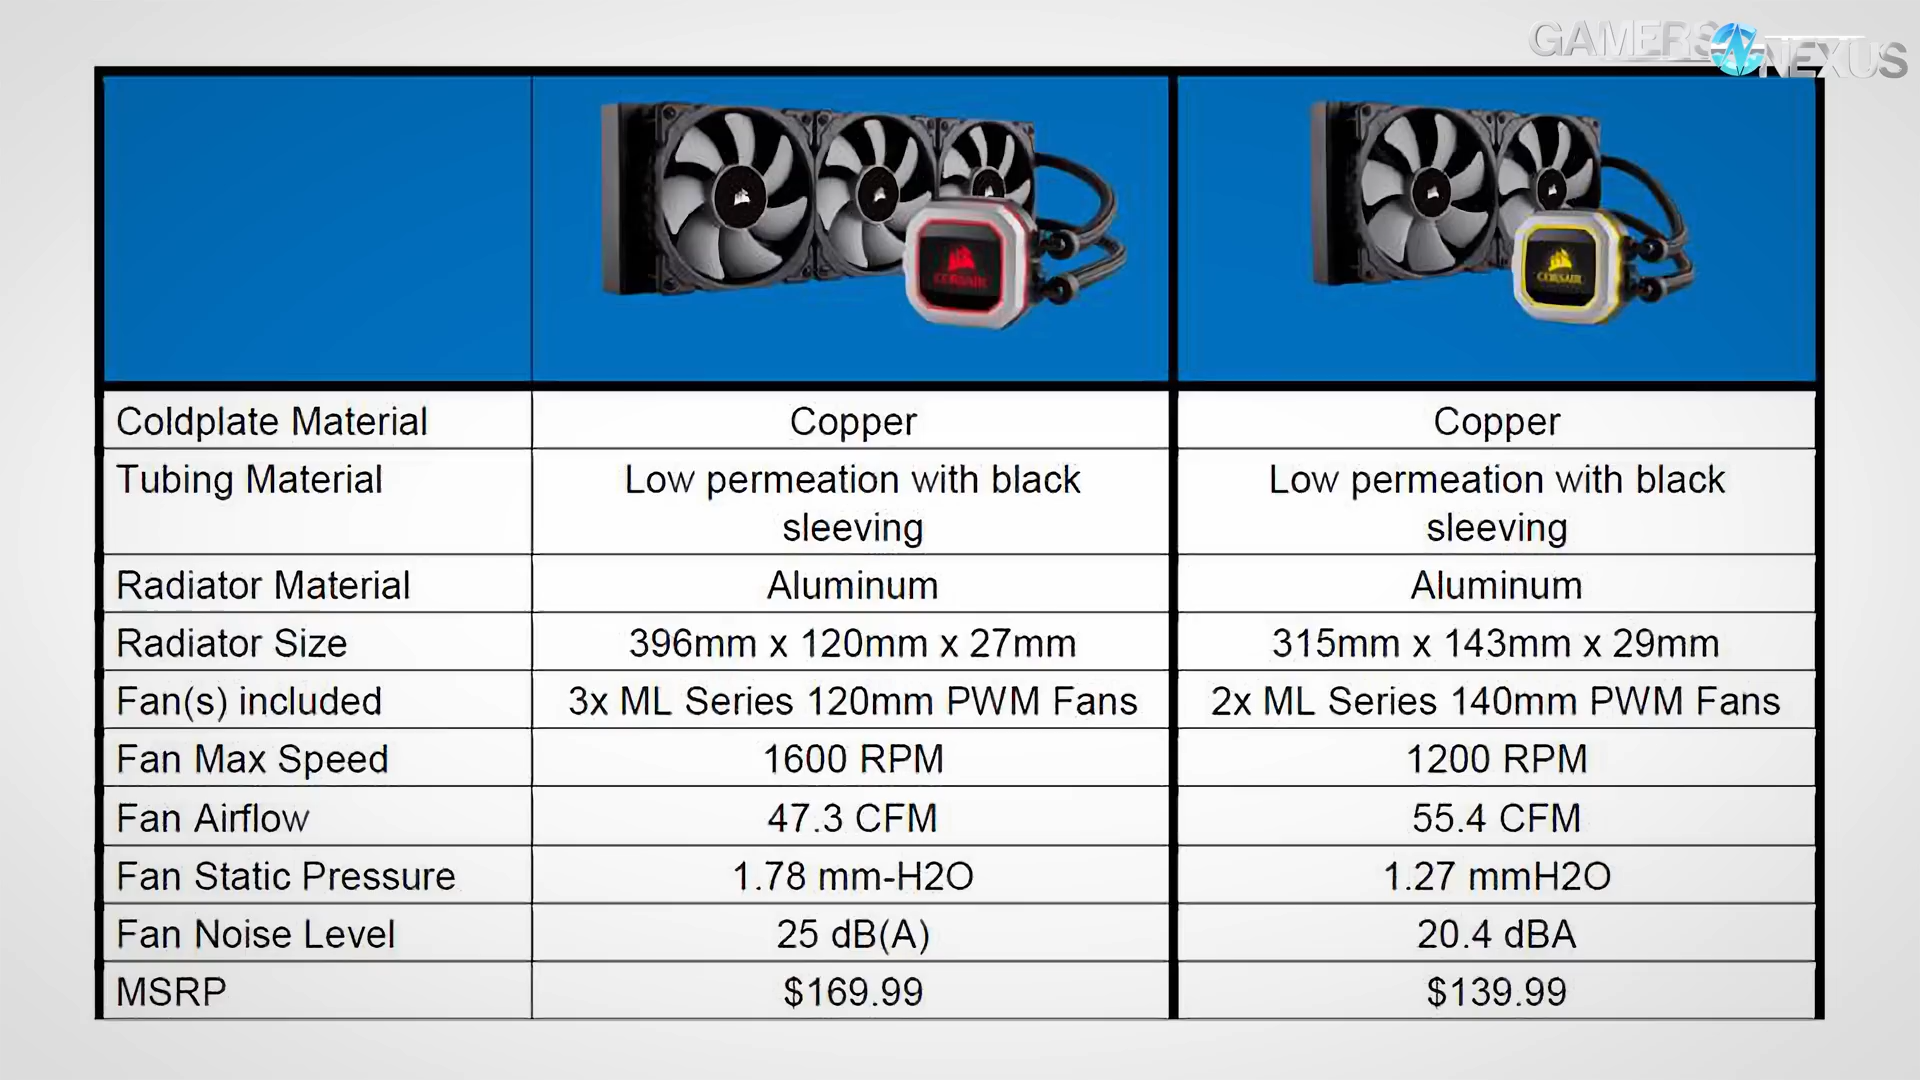 GAMERS NEXUS
CORSAIR
CORSAIR
Coldplate Material Copper Copper
Tubing Material Low permeation with black sleeving Low permeation with black sleeving
Radiator Material Aluminum Aluminum
Radiator Size 396mm x 120mm x 27mm 315mm x 143mm x 29mm
Fan(s) included 3x ML Series 120mm PWM Fans 2x ML Series 140mm PWM Fans
Fan Max Speed 1600 RPM 1200 RPM
Fan Airflow 47.3 CFM 55.4 CFM
Fan Static Pressure 1.78 mm-H2O 1.27 mmH2O
Fan Noise Level 25 dB(A) 20.4 dBA
MSRP $169.99 $139.99